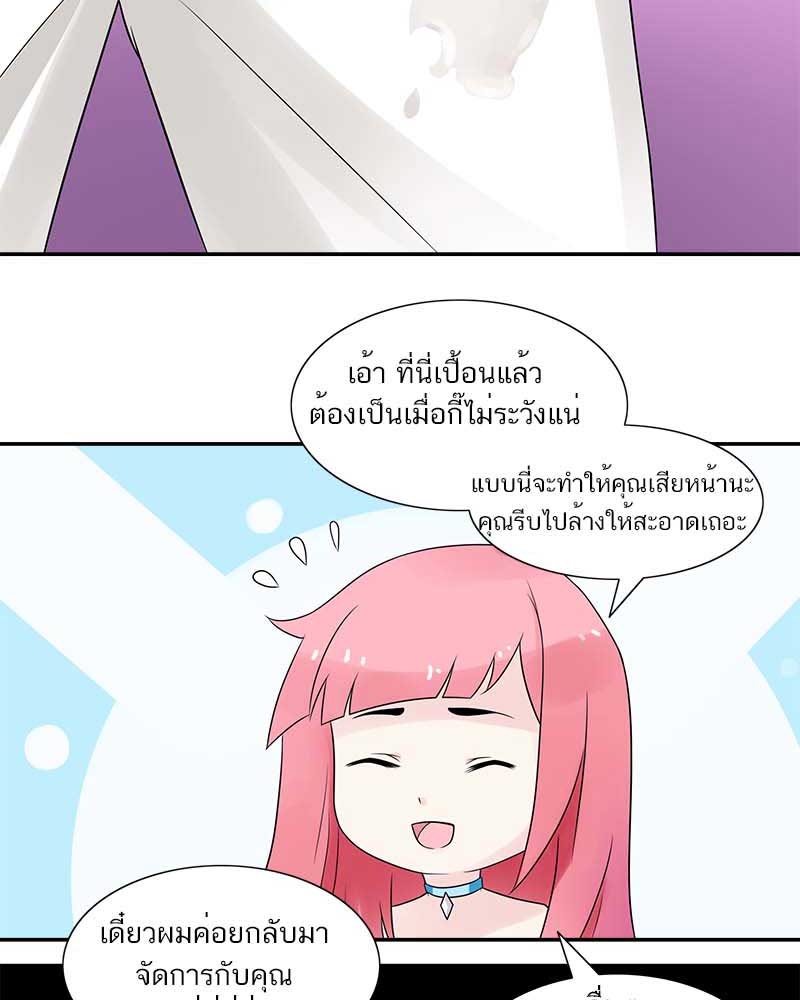 เอ้า ที่นี่เปื้อนแล้ว
ต้องเป็นเมื่อกี๊ไม่ระวังแน่
แบบนี่จะทำให้คุณเสียหน้านะ
คุณรีบไปล้างให้สะอาดเถอะ
เดี๋ยวผมค่อยกลับมา
จัดการกับคุณ